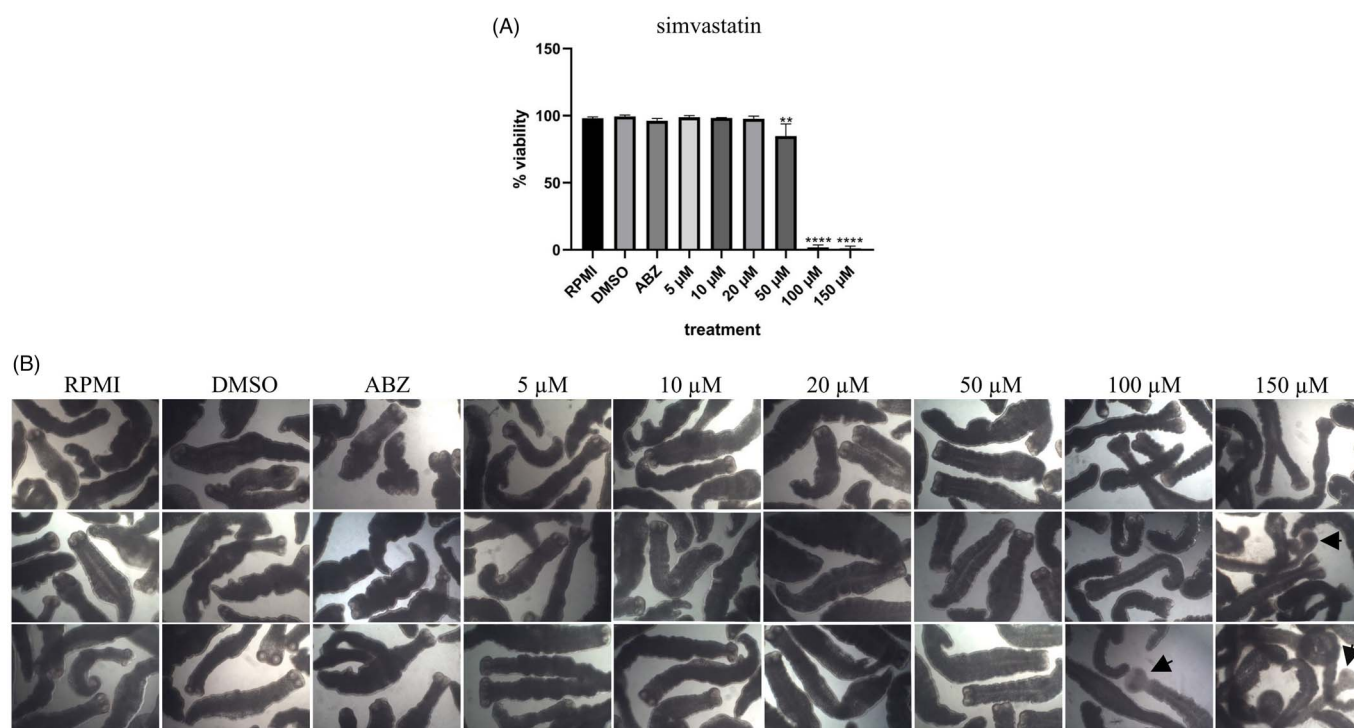 (A)
simvastatin
150
100
50
0
% viability
**
**** ****
RPMI
DMSO
ABZ
5 µM
10 µM
20 µM
50 µM
100 µM
150 µM
treatment
(B)
RPMI DMSO ABZ 5 µM 10 µM 20 µM 50 µM 100 µM 150 µM